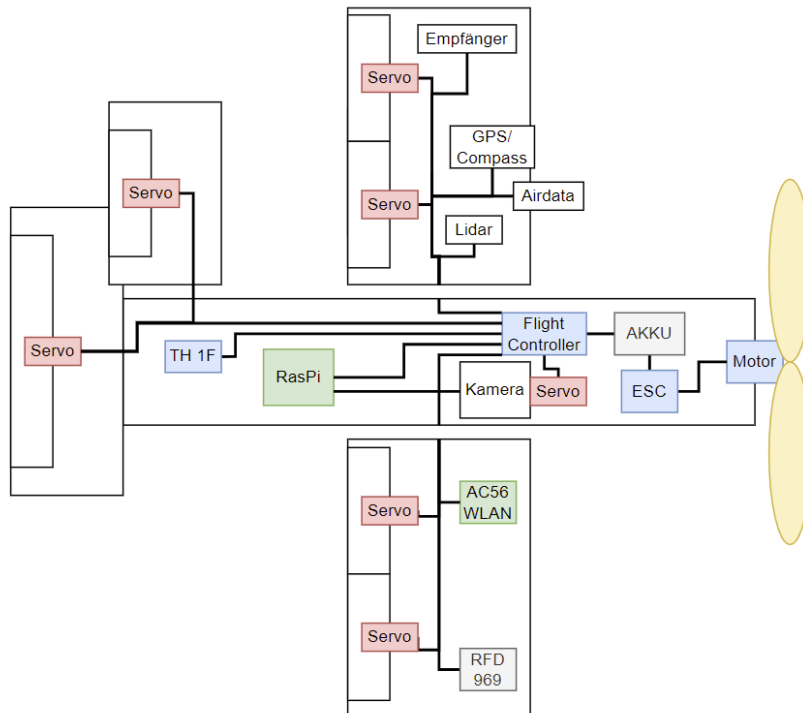 Empfänger
Servo
GPS/
Compass
Servo
Servo
Airdata
Lidar
Flight
Controller
AKKU
Servo
TH 1F
Motor
RasPi
Kamera
Servo
ESC
AC56
WLAN
Servo
Servo
RFD
969